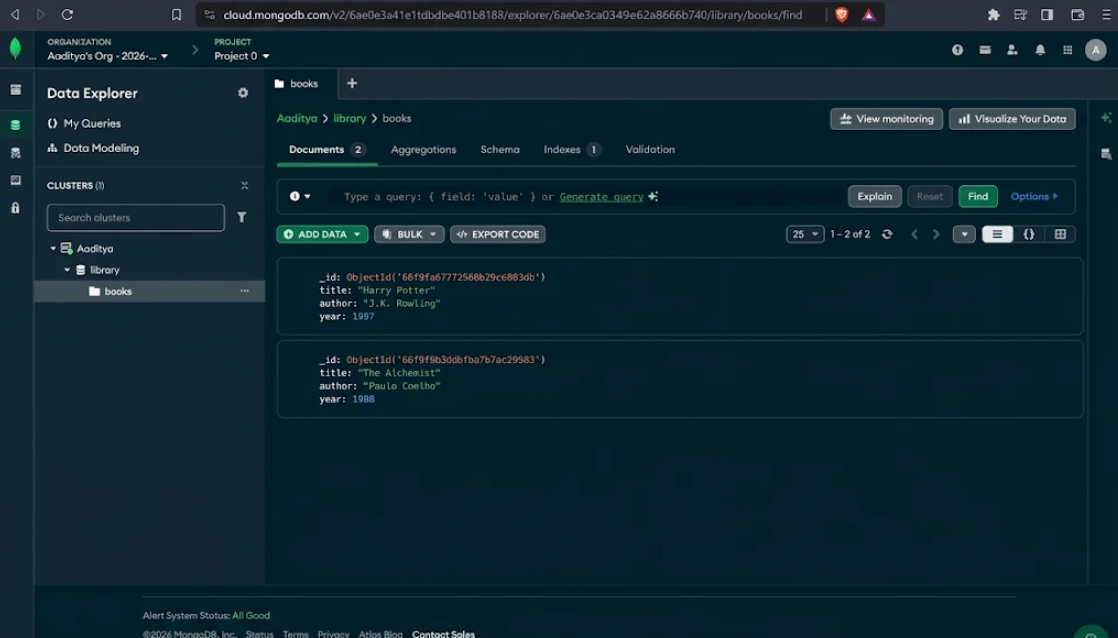 cloud.mongodb.com/v2/6ae0e3a41e1tdbdbe401b8188/explorer/6ae0e3ca0349e62a8666b740/library/books/find
ORGANIZATION
Aaditya's Org - 2026-...
PROJECT
Project 0
A
Data Explorer
My Queries
Data Modeling
CLUSTERS (1)
Search clusters
Aaditya
library
books
books
Aaditya > library > books
View monitoring
Visualize Your Data
Documents 2
Aggregations
Schema
Indexes 1
Validation
Type a query: { field: 'value' } or Generate query
Explain
Reset
Find
Options
ADD DATA
BULK
EXPORT CODE
25
1 – 2 of 2
_id: ObjectId('66f9fa67772568b29c6883db')
title: "Harry Potter"
author: "J.K. Rowling"
year: 1997
_id: ObjectId('66f9f9b3ddbfba7b7ac29983')
title: "The Alchemist"
author: "Paulo Coelho"
year: 1988
Alert System Status: All Good
©2026 MongoDB, Inc. Status Terms Privacy Atlas Blog Contact Sales